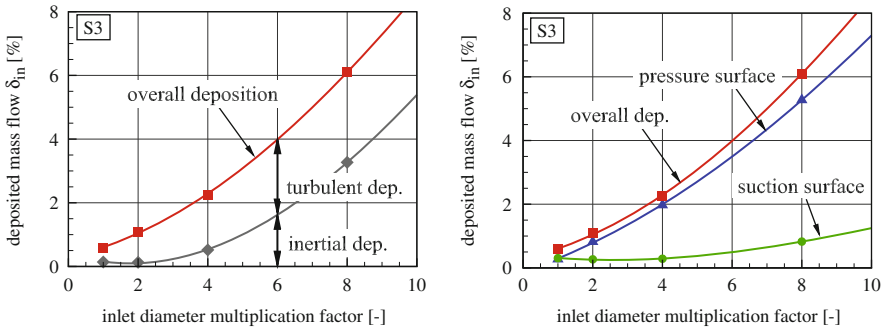 S3
8
6
4
2
0
deposited mass flow δin [%]
overall deposition
turbulent dep.
inertial dep.
0 2 4 6 8 10
inlet diameter multiplication factor [-]
S3
8
6
4
2
0
deposited mass flow δin [%]
pressure surface
overall dep.
suction surface
0 2 4 6 8 10
inlet diameter multiplication factor [-]